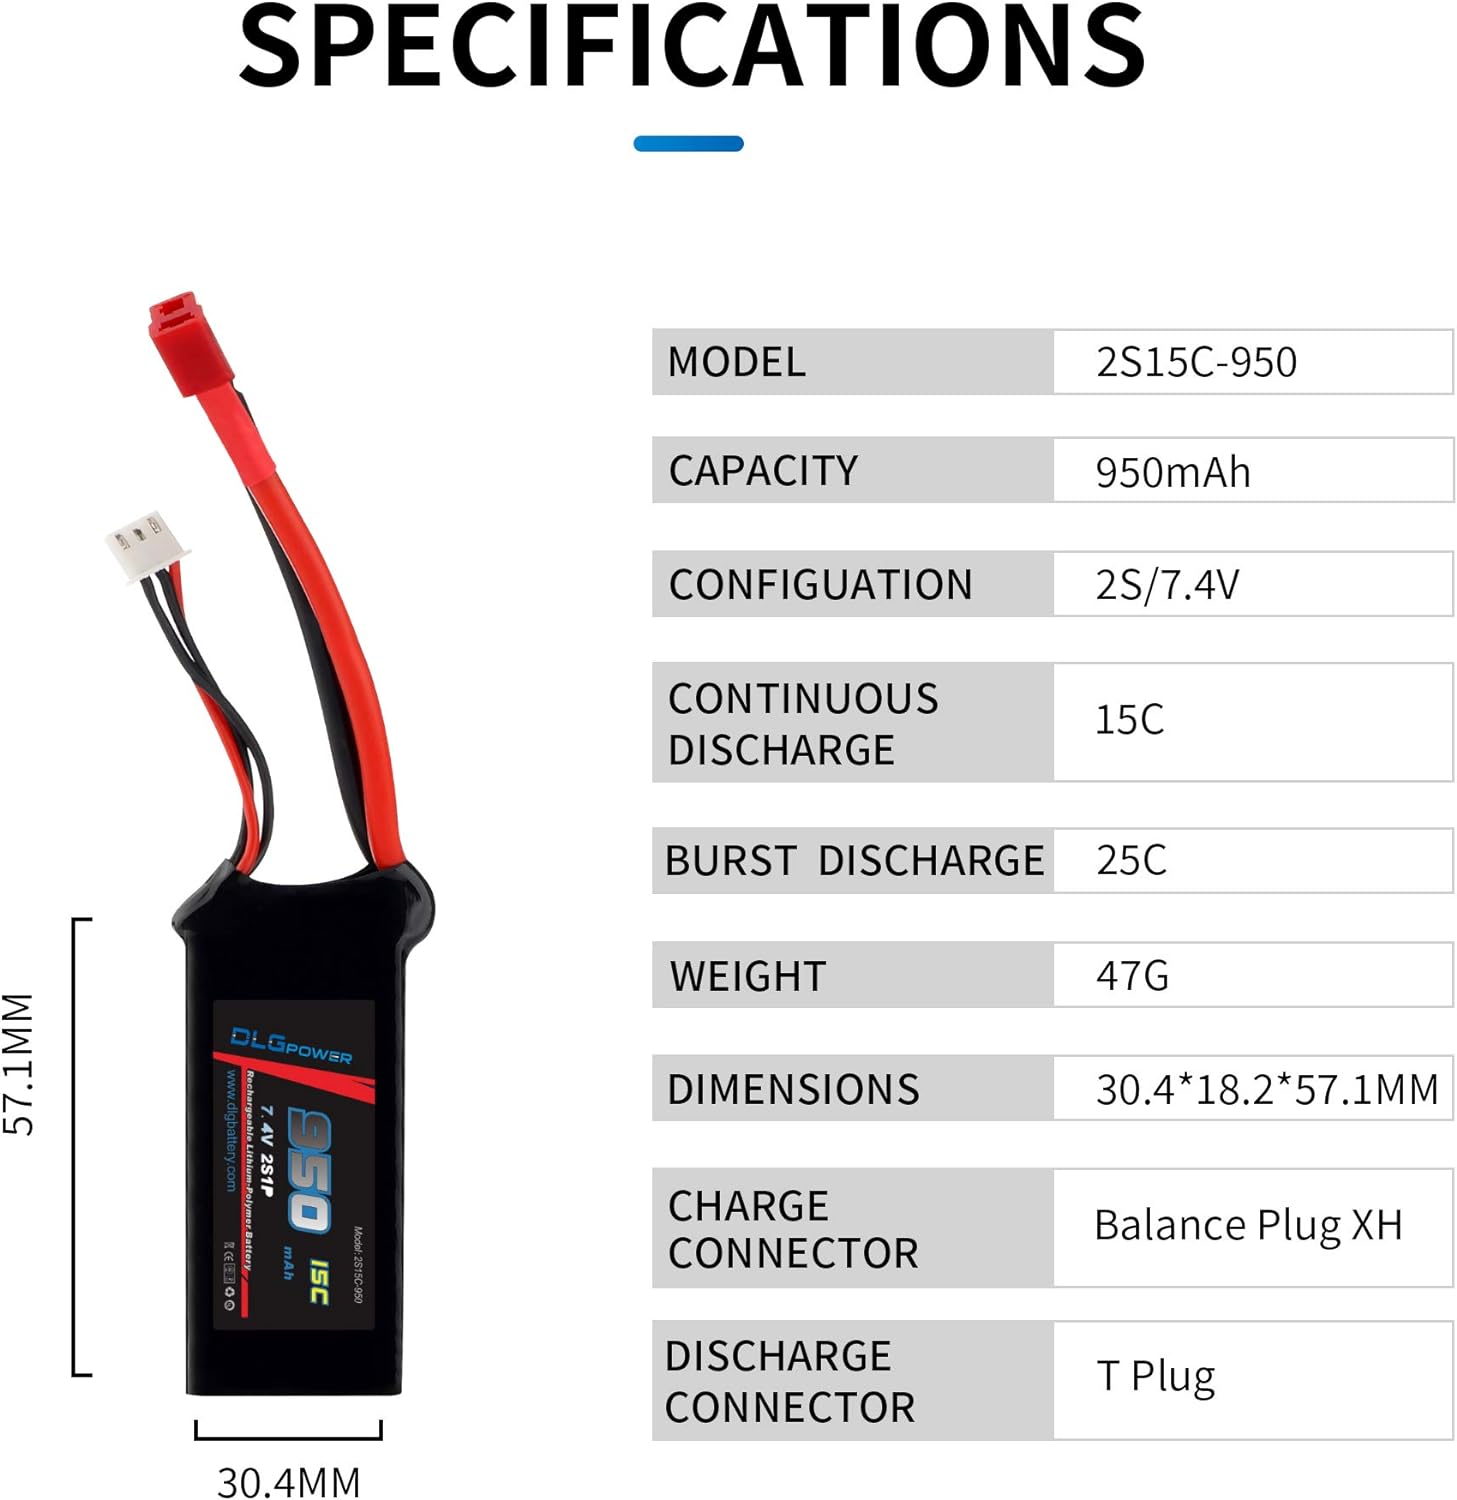 SPECIFICATIONS
MODEL 2S15C-950
CAPACITY 950mAh
CONFIGUATION 2S/7.4V
CONTINUOUS
DISCHARGE
15C
BURST DISCHARGE 25C
WEIGHT 47G
DIMENSIONS 30.4*18.2*57.1MM
CHARGE
CONNECTOR
Balance Plug XH
DISCHARGE
CONNECTOR
T Plug
57.1MM
30.4MM
DLGPOWER
Model: 2S15C-950
950 mAh 15C
7.4V 2S1P
Rechargeable Lithium-Polymer Battery
www.dlgbattery.com